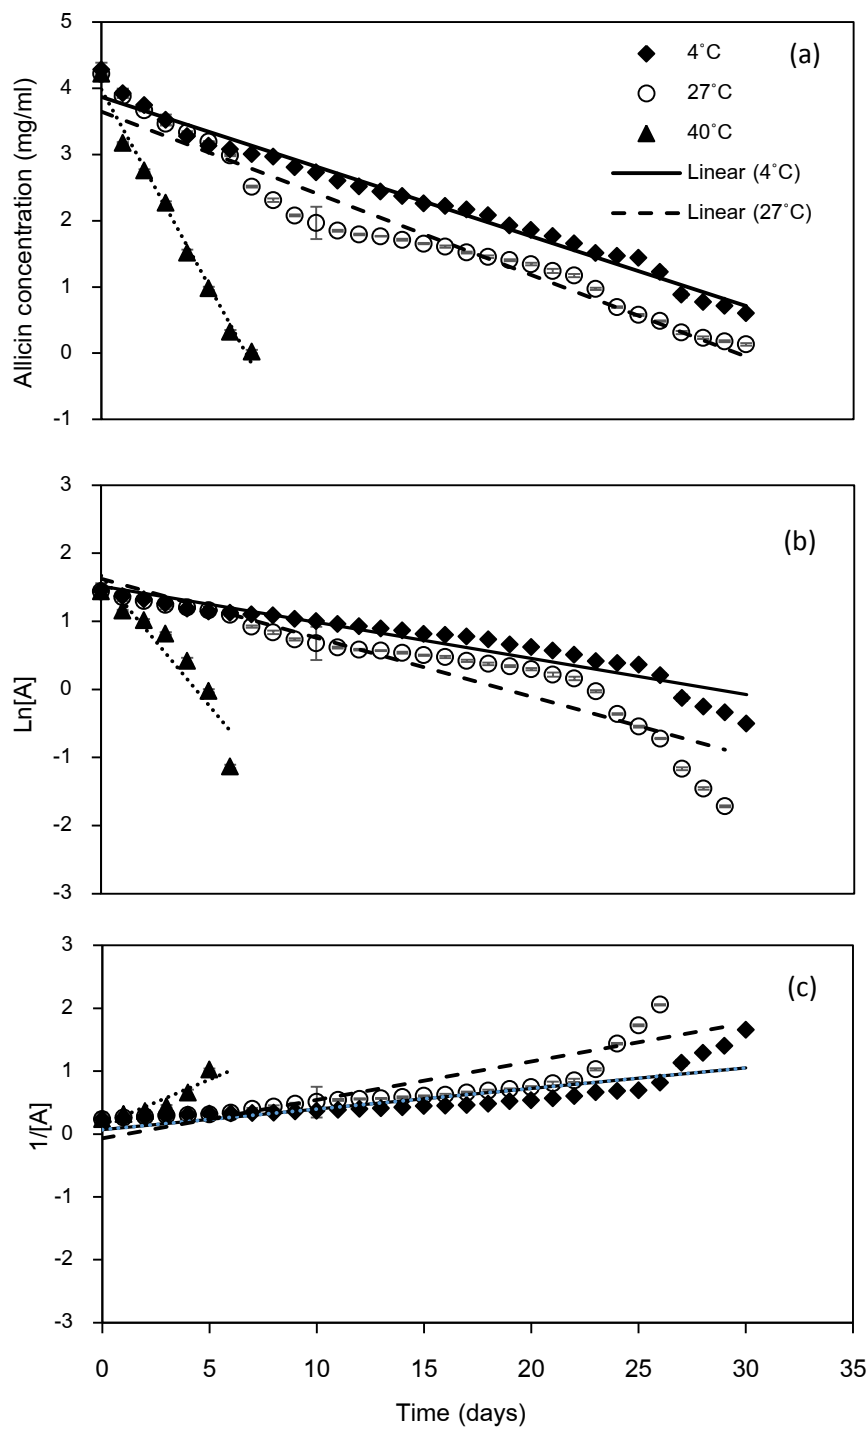 (a)
4˚C
27˚C
40˚C
Linear (4˚C)
Linear (27˚C)
5
4
3
2
1
0
-1
Allicin concentration (mg/ml)
(b)
3
2
1
0
-1
-2
-3
Ln[A]
(c)
3
2
1
0
-1
-2
-3
1/[A]
0 5 10 15 20 25 30 35
Time (days)